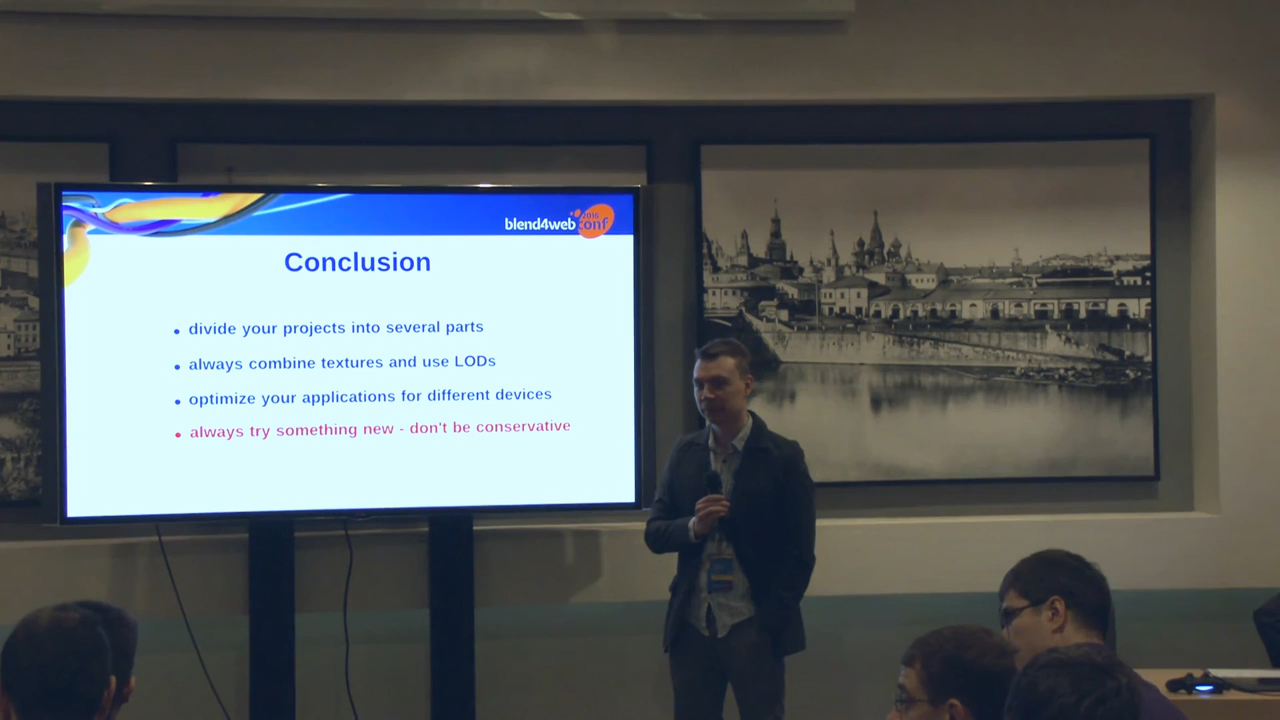 blend4web
2016
conf
Conclusion
• divide your projects into several parts
• always combine textures and use LODs
• optimize your applications for different devices
• always try something new - don't be conservative